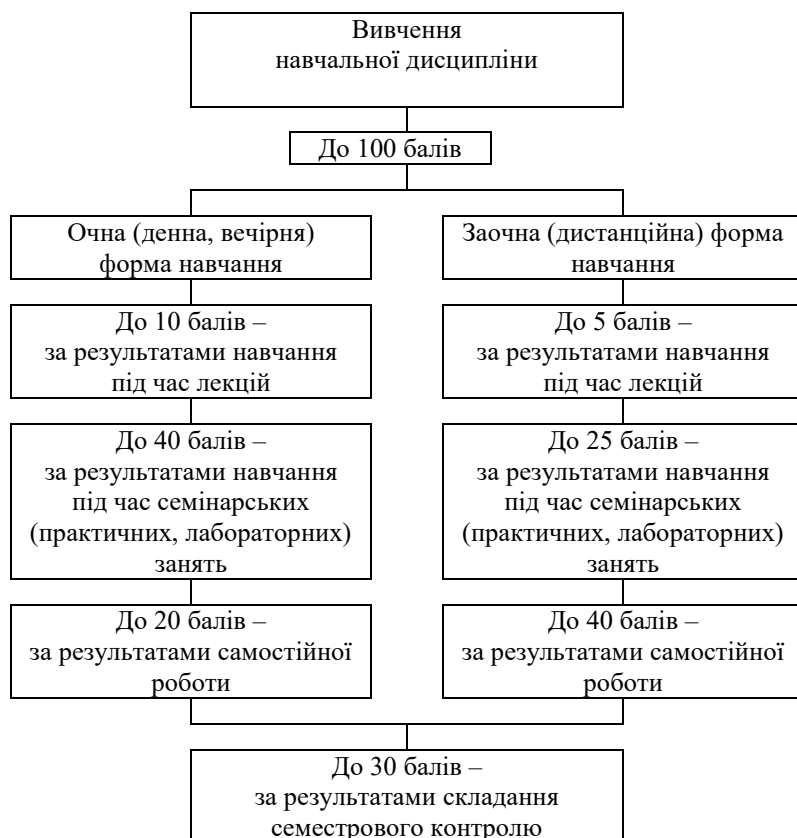 Вивчення
навчальної дисципліни
До 100 балів
Очна (денна, вечірня)
форма навчання
До 10 балів –
за результатами навчання
під час лекцій
До 40 балів –
за результатами навчання
під час семінарських
(практичних, лабораторних)
занять
До 20 балів –
за результатами самостійної
роботи
Заочна (дистанційна) форма
навчання
До 5 балів –
за результатами навчання
під час лекцій
До 25 балів –
за результатами навчання
під час семінарських
(практичних, лабораторних)
занять
До 40 балів –
за результатами самостійної
роботи
До 30 балів –
за результатами складання
семестрового контролю